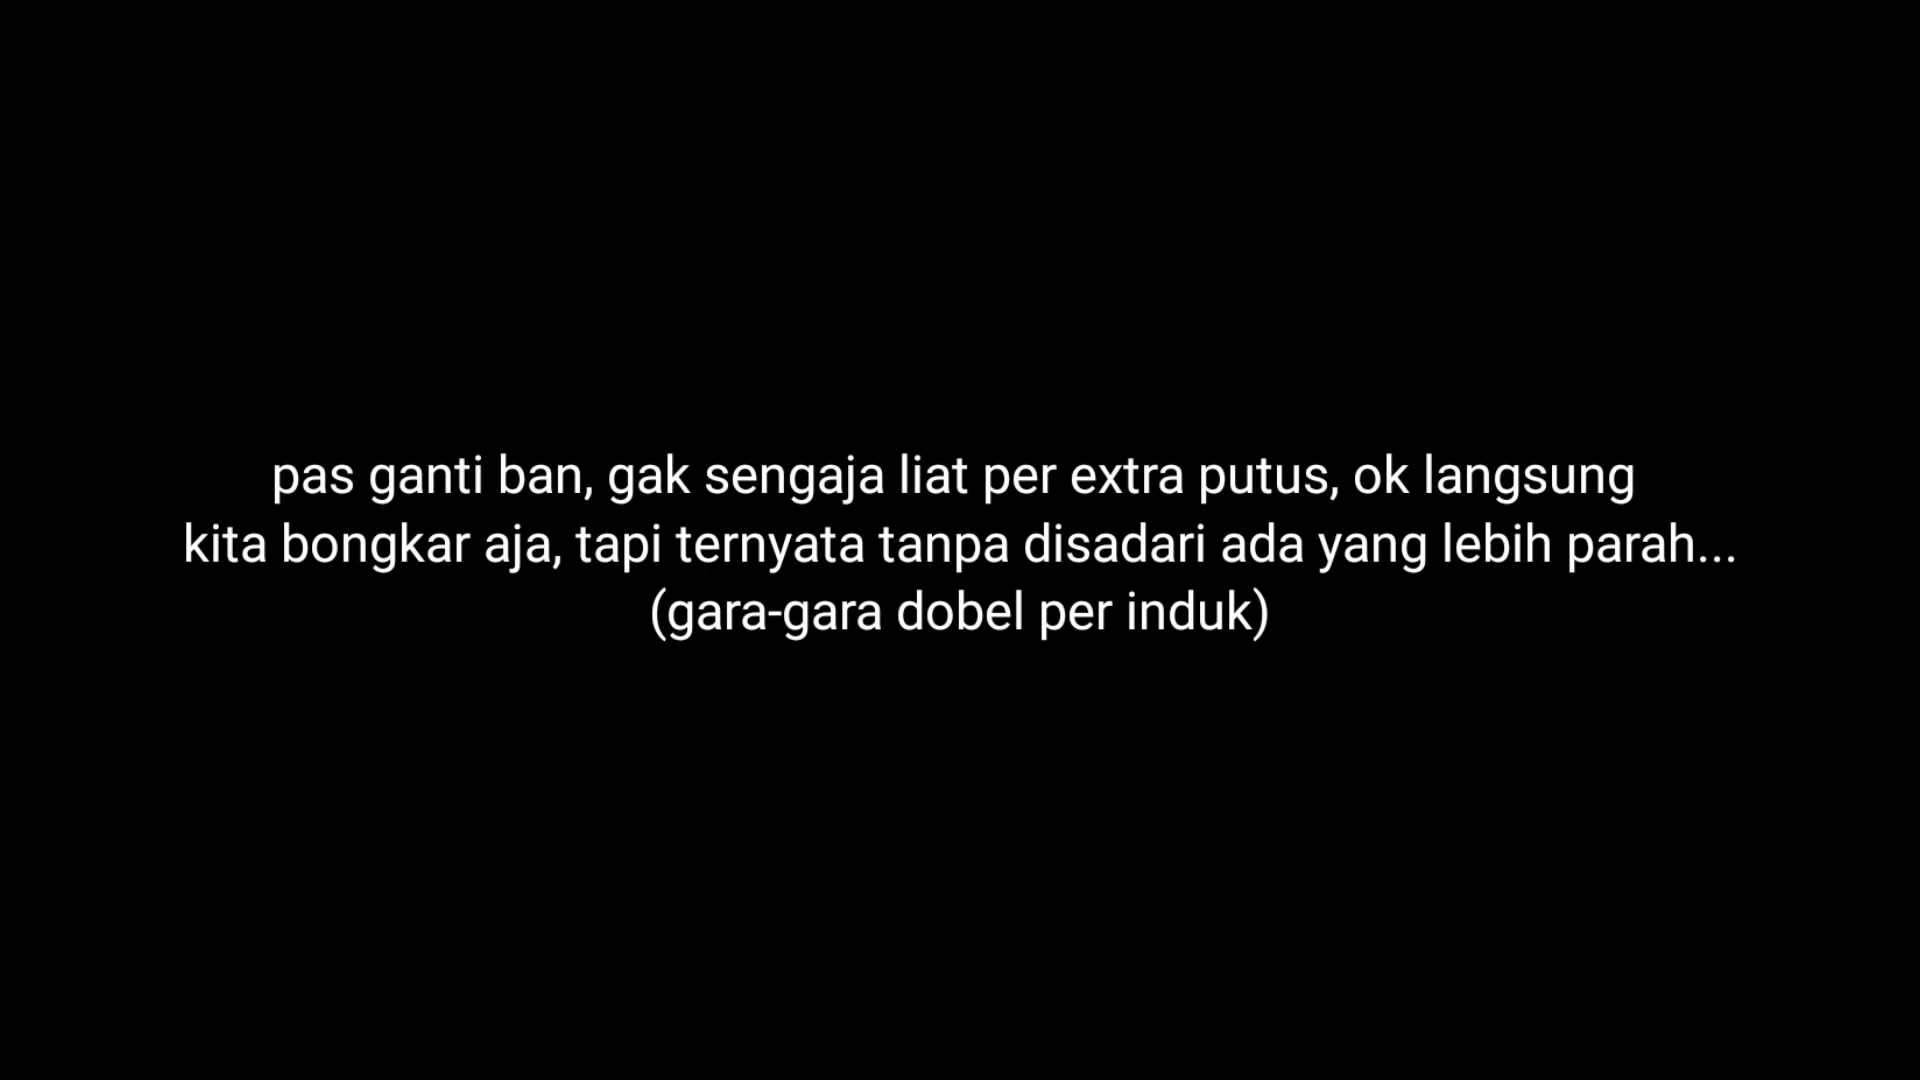 pas ganti ban, gak sengaja liat per extra putus, ok langsung
kita bongkar aja, tapi ternyata tanpa disadari ada yang lebih parah...
(gara-gara dobel per induk)